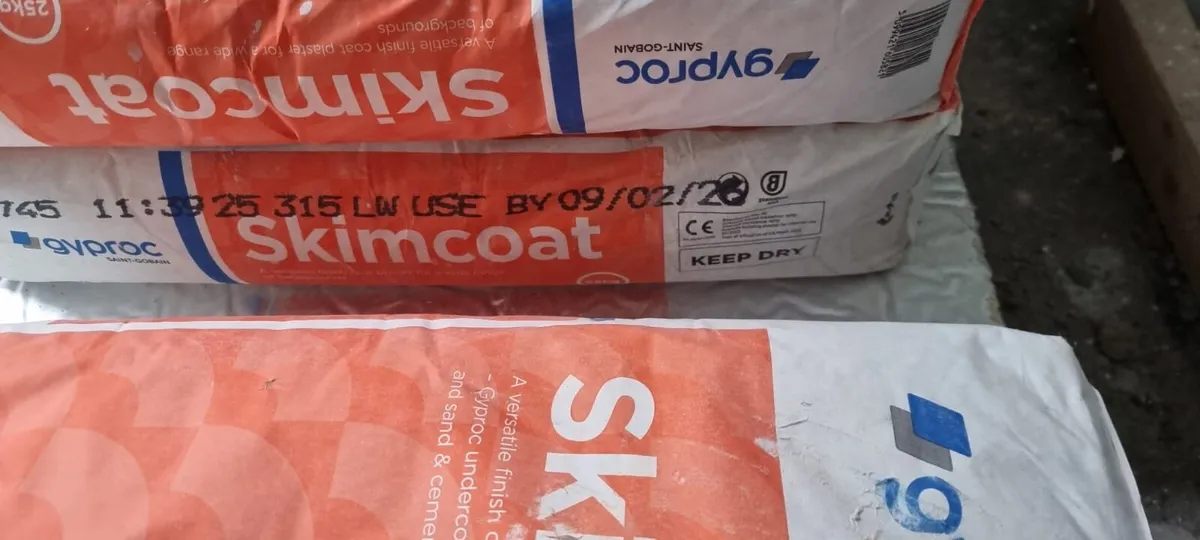 25kg
A versatile finish coat plaster for a wide range
of backgrounds
Skimcoat
gyproc
SAINT-GOBAIN
745 11:39 25 315 LW USE BY 09/02/26
gyproc
SAINT-GOBAIN
Skimcoat
CE
KEEP DRY
Sk
A versatile finish
- Gyproc underco
and sand & cemen
g